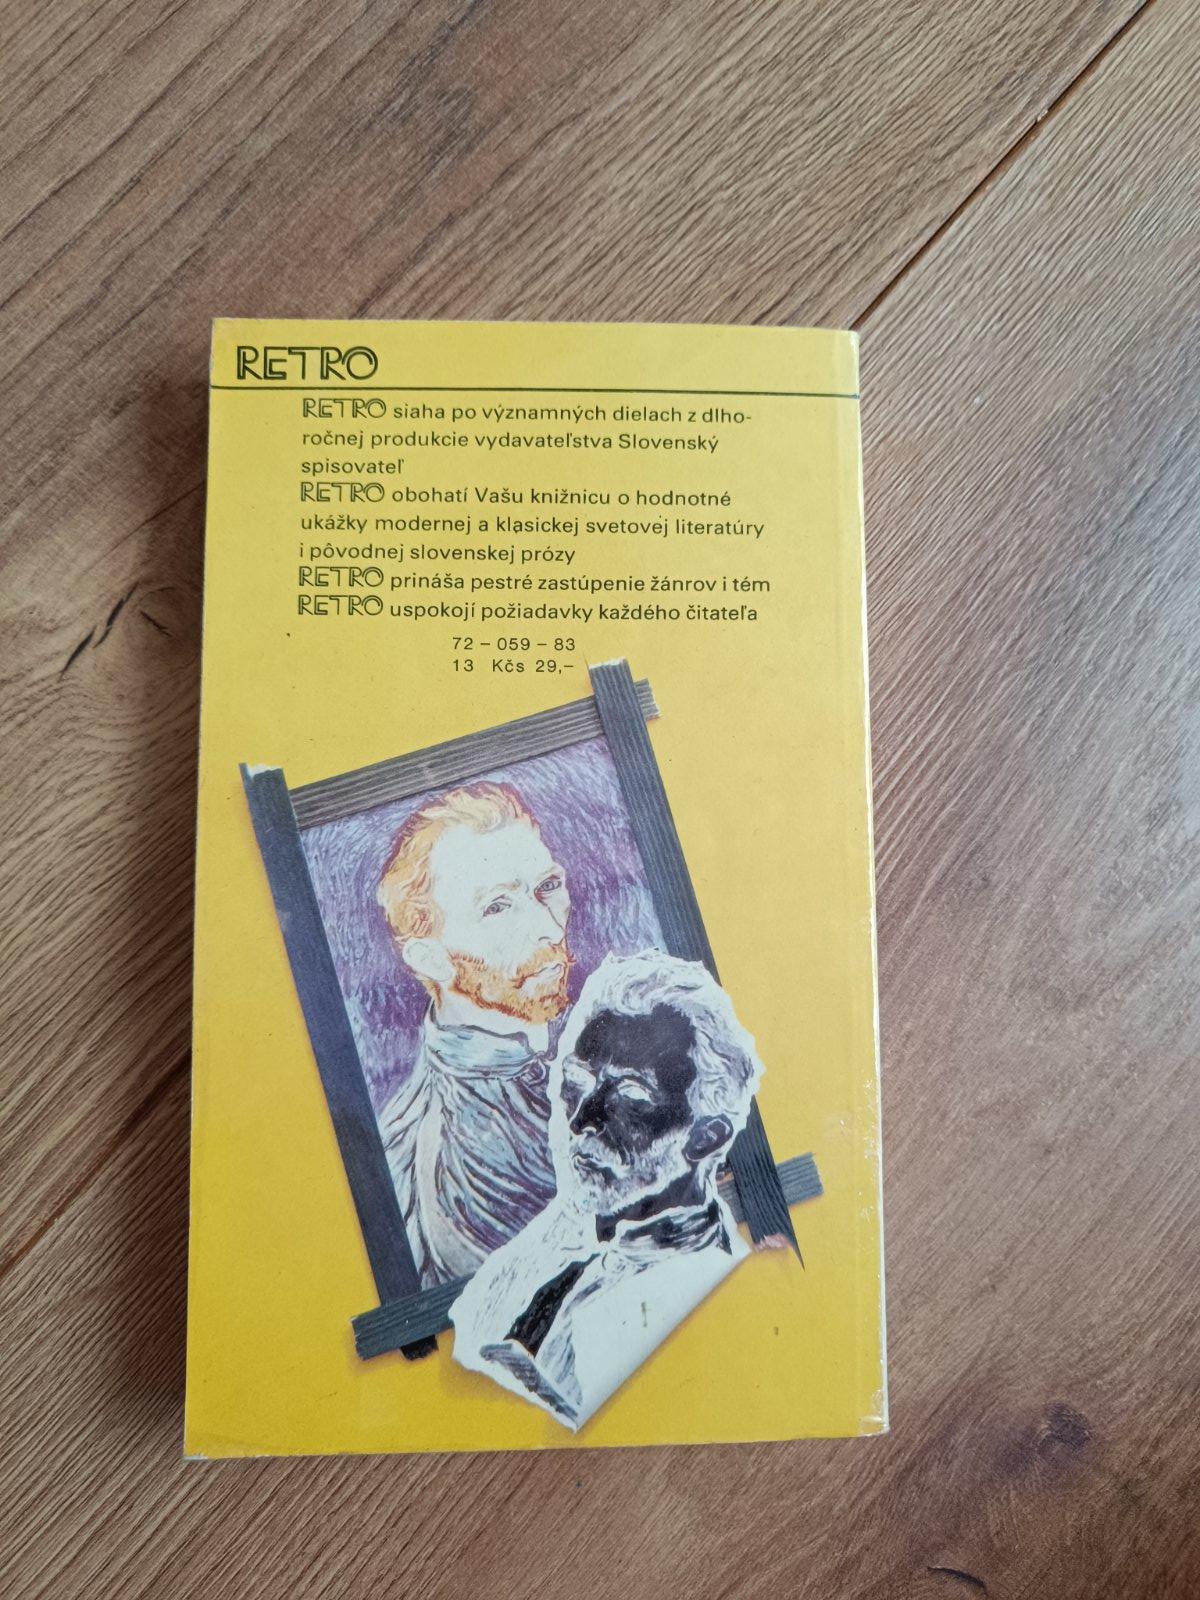 RETRO
RETRO siaha po významných dielach z dlho-
ročnej produkcie vydavateľstva Slovenský
spisovateľ
RETRO obohatí Vašu knižnicu o hodnotné
ukážky modernej a klasickej svetovej literatúry
i pôvodnej slovenskej prózy
RETRO prináša pestré zastúpenie žánrov i tém
RETRO uspokojí požiadavky každého čitateľa
72 – 059 – 83
13 Kčs 29,–